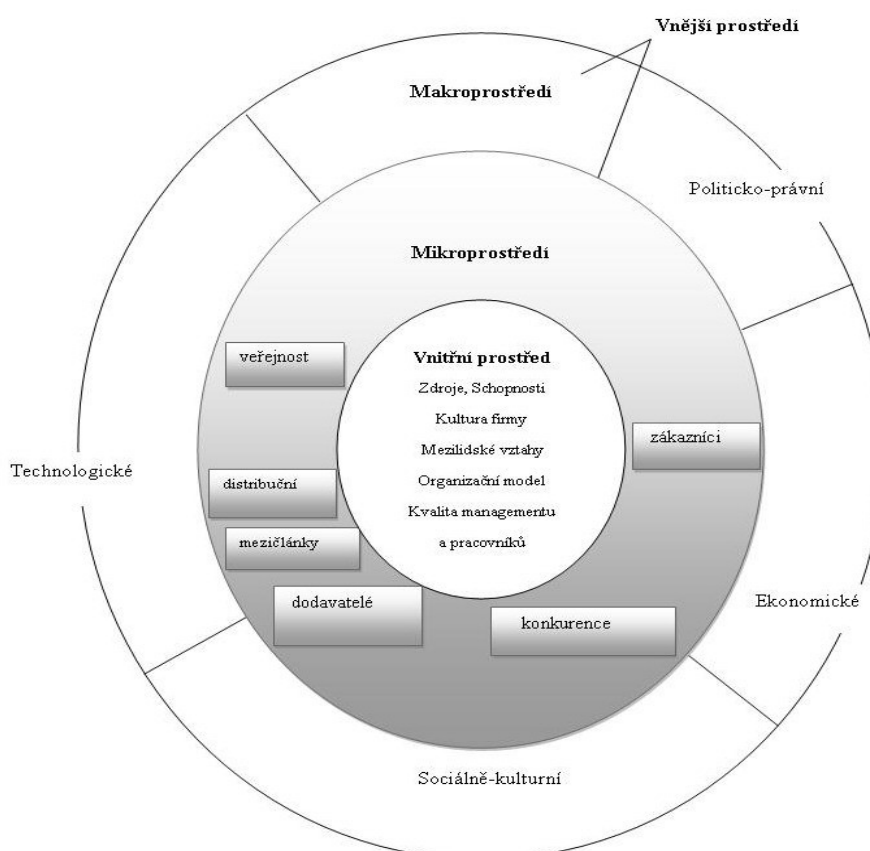 Vnější prostředí
Makroprostředí
Politicko-právní
Mikroprostředí
veřejnost
Vnitřní prostřed
Zdroje, Schopnosti
Kultura firmy
Mezilidské vztahy
Organizační model
Kvalita managementu
a pracovníků
zákazníci
Technologické
distribuční
mezičlánky
dodavatelé
konkurence
Ekonomické
Sociálně-kulturní